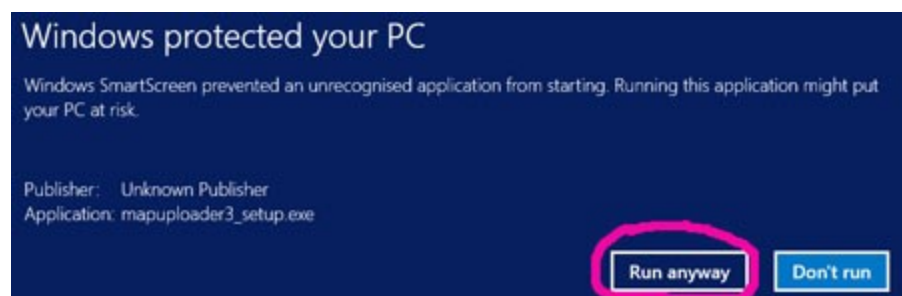 Windows protected your PC
Windows SmartScreen prevented an unrecognised application from starting. Running this application might put
your PC at risk.
Publisher: Unknown Publisher
Application: mapuploader3_setup.exe
Run anyway Don't run